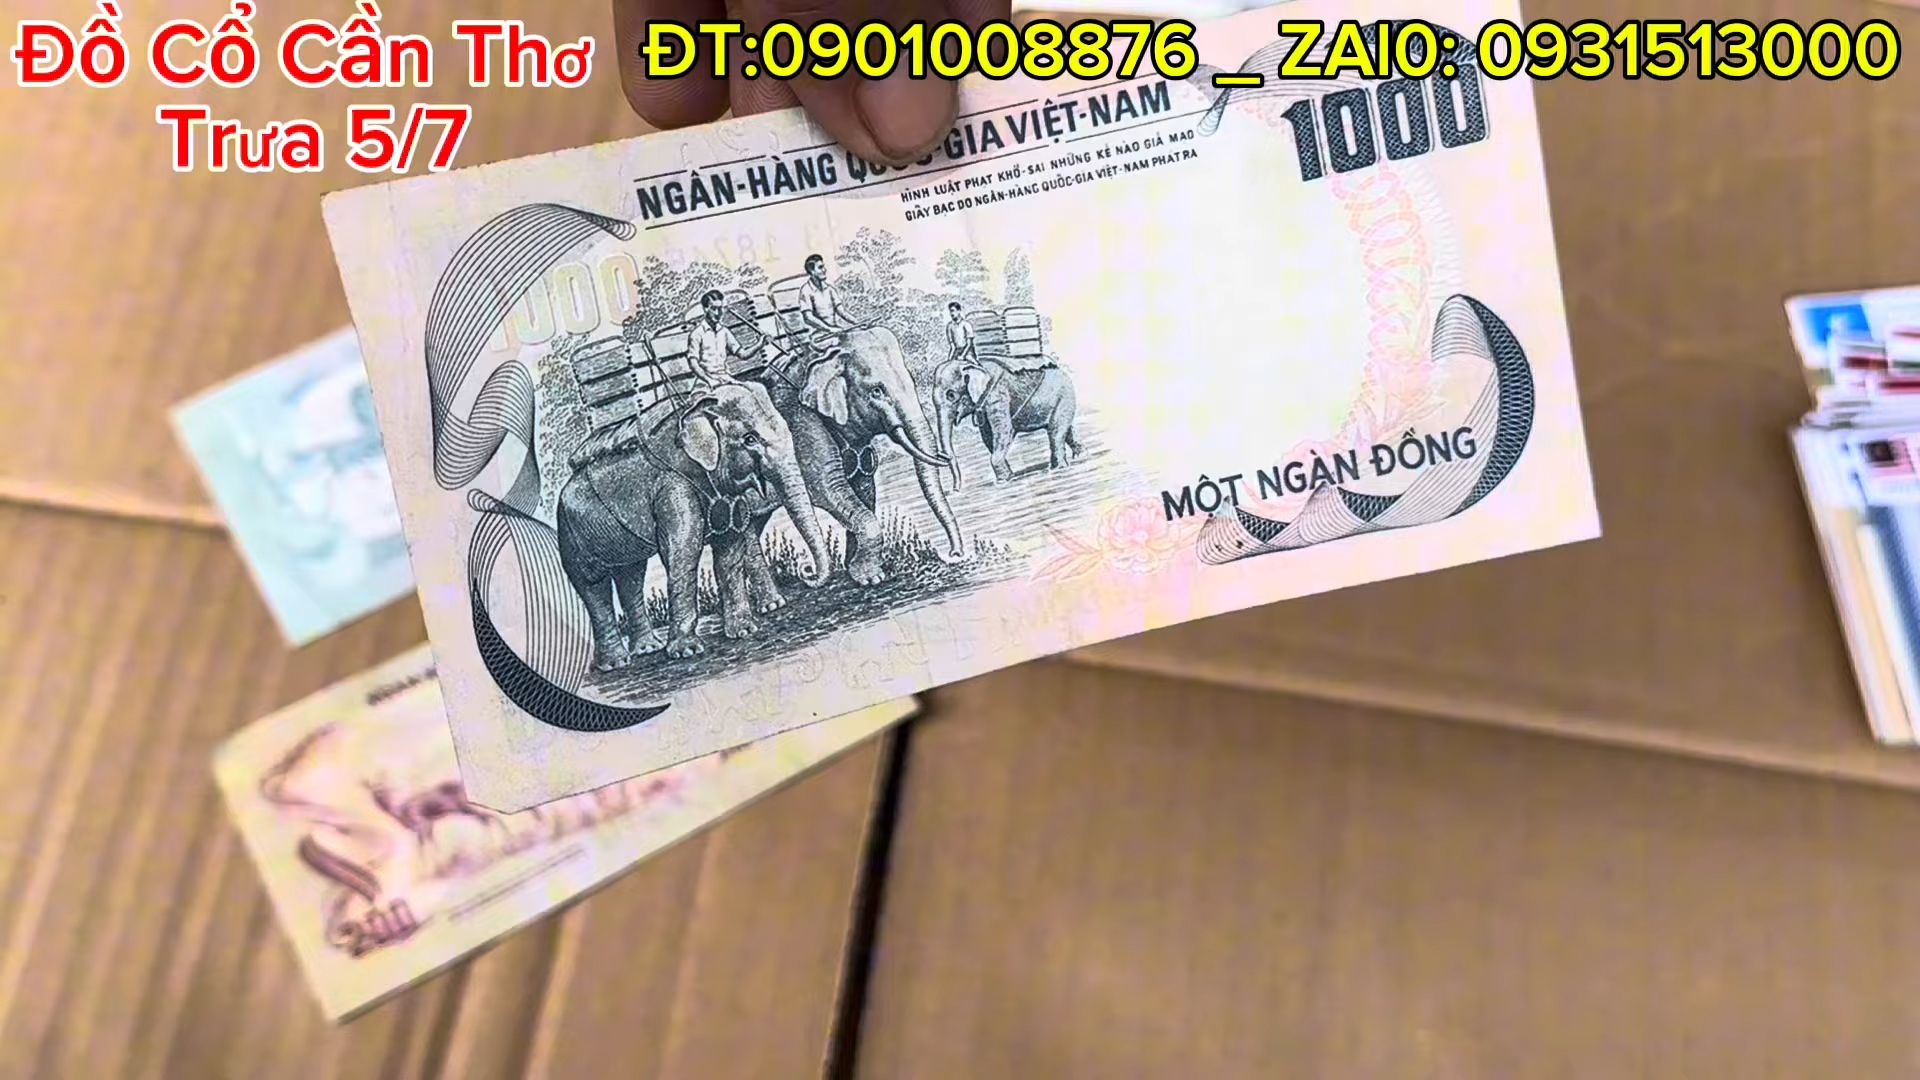 Đồ Cổ Cần Thơ
Trưa 5/7
ĐT:0901008876 _ ZAl0: 0931513000
NGÂN-HÀNG QUỐC-GIA VIỆT-NAM
HÌNH LUẬT PHẠT KHỔ-SAI NHỮNG KẺ NÀO GIẢ MẠO
GIẤY BẠC DO NGÂN-HÀNG QUỐC-GIA VIỆT-NAM PHÁT RA
1000
1000
MỘT NGÀN ĐỒNG
200